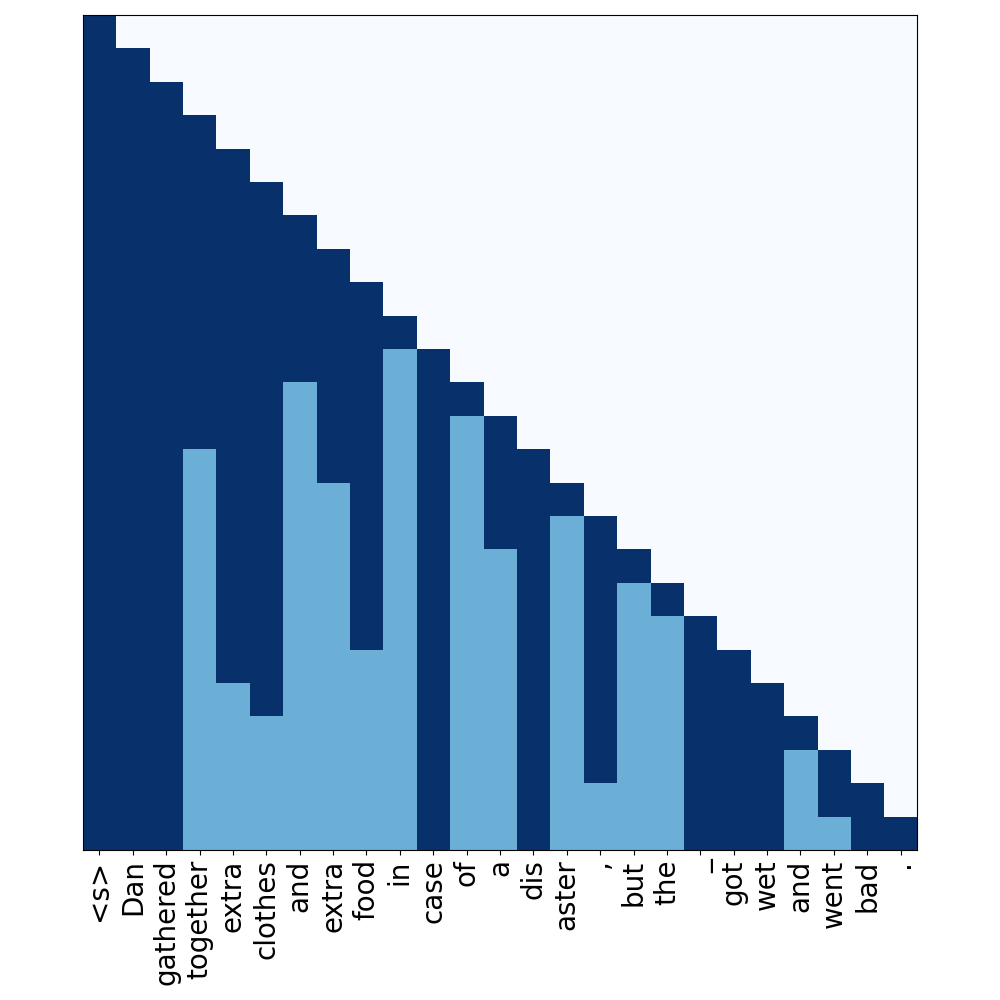 <s> Dan gathered together extra clothes and extra food in case of a dis aster , but the _ got wet and went bad .